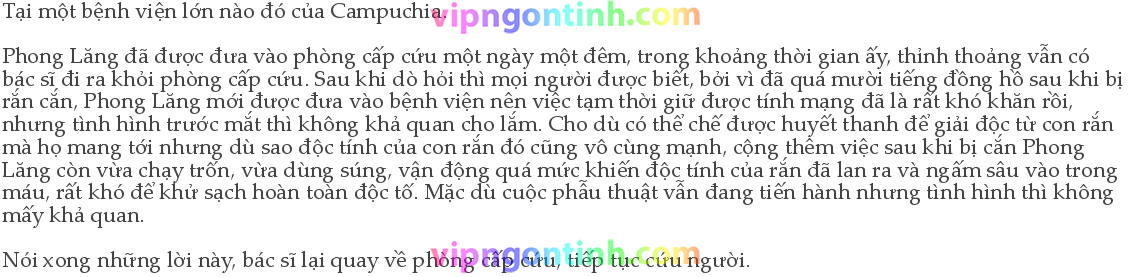 Tại một bệnh viện lớn nào đó của Campuchia.
vipngontinh.com
Phong Lăng đã được đưa vào phòng cấp cứu một ngày một đêm, trong khoảng thời gian ấy, thỉnh thoảng vẫn có
bác sĩ đi ra khỏi phòng cấp cứu. Sau khi dò hỏi thì mọi người được biết, bởi vì đã quá mười tiếng đồng hồ sau khi bị
rắn cắn, Phong Lăng mới được đưa vào bệnh viện nên việc tạm thời giữ được tính mạng đã là rất khó khăn rồi,
nhưng tình hình trước mắt thì không khả quan cho lắm. Cho dù có thể chế được huyết thanh để giải độc từ con rắn
mà họ mang tới nhưng dù sao độc tính của con rắn đó cũng vô cùng mạnh, cộng thêm việc sau khi bị cắn Phong
Lăng còn vừa chạy trốn, vừa dùng súng, vận động quá mức khiến độc tính của rắn đã lan ra và ngấm sâu vào trong
máu, rất khó để khử sạch hoàn toàn độc tố. Mặc dù cuộc phẫu thuật vẫn đang tiến hành nhưng tình hình thì không
mấy khả quan.
Nói xong những lời này, bác sĩ lại quay về phòng cấp cứu, tiếp tục cứu người.
vipngontinh.com